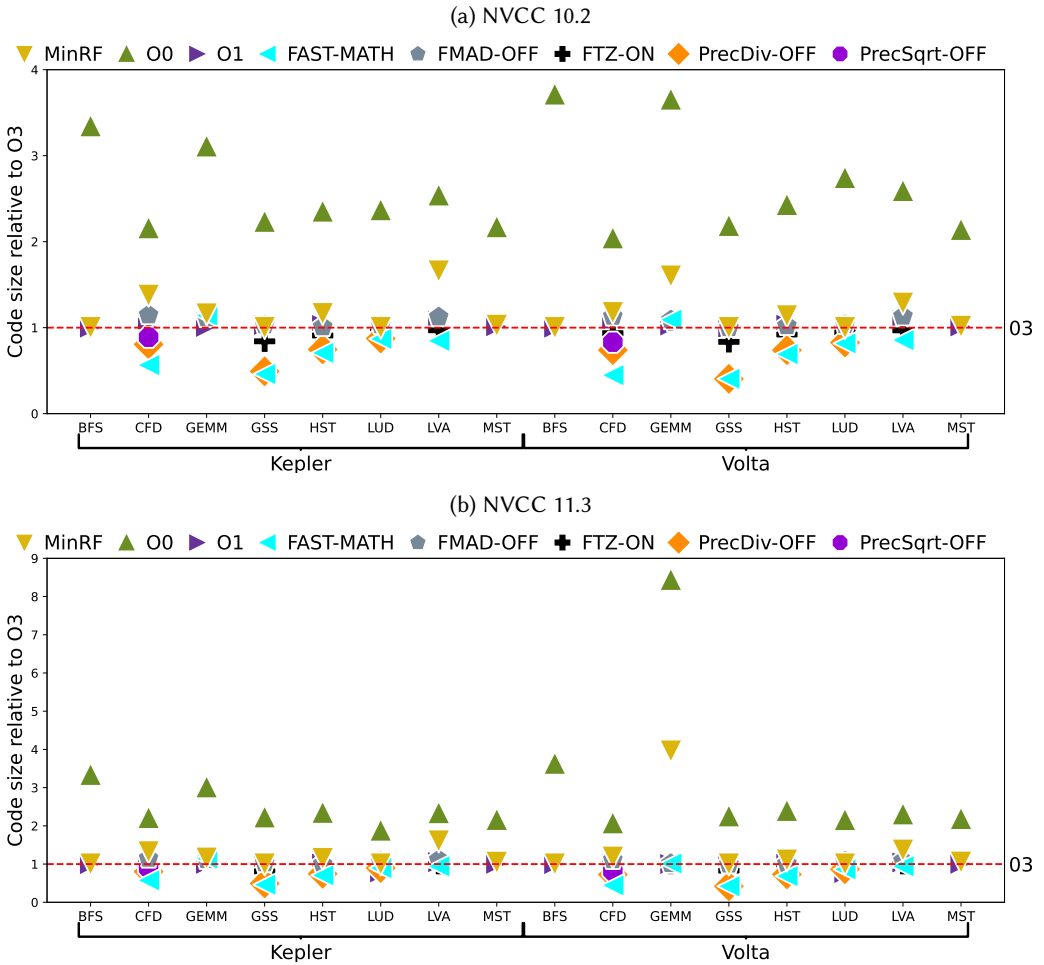 (a) NVCC 10.2
MinRF O0 O1 FAST-MATH FMAD-OFF FTZ-ON PrecDiv-OFF PrecSqrt-OFF
Code size relative to O3
4
3
2
1
0
O3
BFS CFD GEMM GSS HST LUD LVA MST BFS CFD GEMM GSS HST LUD LVA MST
Kepler Volta
(b) NVCC 11.3
MinRF O0 O1 FAST-MATH FMAD-OFF FTZ-ON PrecDiv-OFF PrecSqrt-OFF
Code size relative to O3
9
8
7
6
5
4
3
2
1
0
O3
BFS CFD GEMM GSS HST LUD LVA MST BFS CFD GEMM GSS HST LUD LVA MST
Kepler Volta